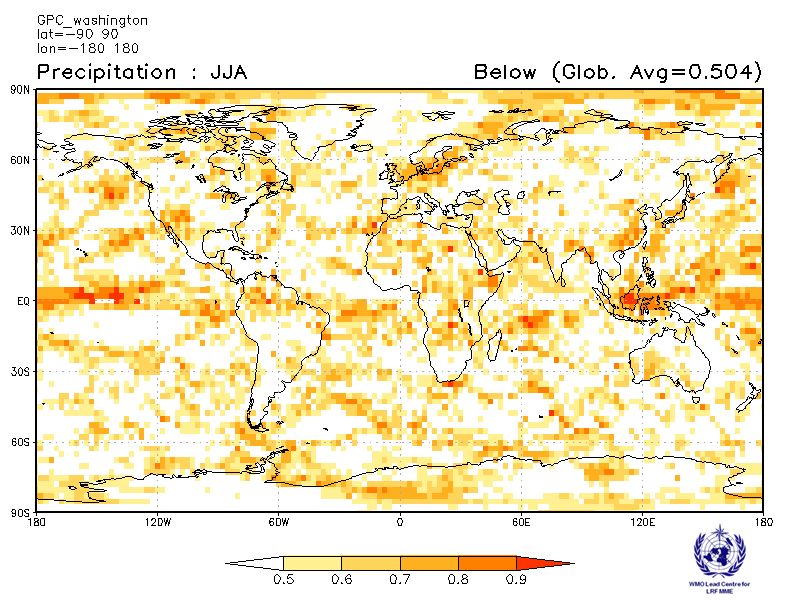 GPC_washington
lat=-90 90
lon=-180 180
Precipitation : JJA
Below (Glob. Avg=0.504)
90N
60N
30N
EQ
30S
60S
90S
180 120W 60W 0 60E 120E 180
0.5 0.6 0.7 0.8 0.9
WMO Lead Centre for
LRF MME